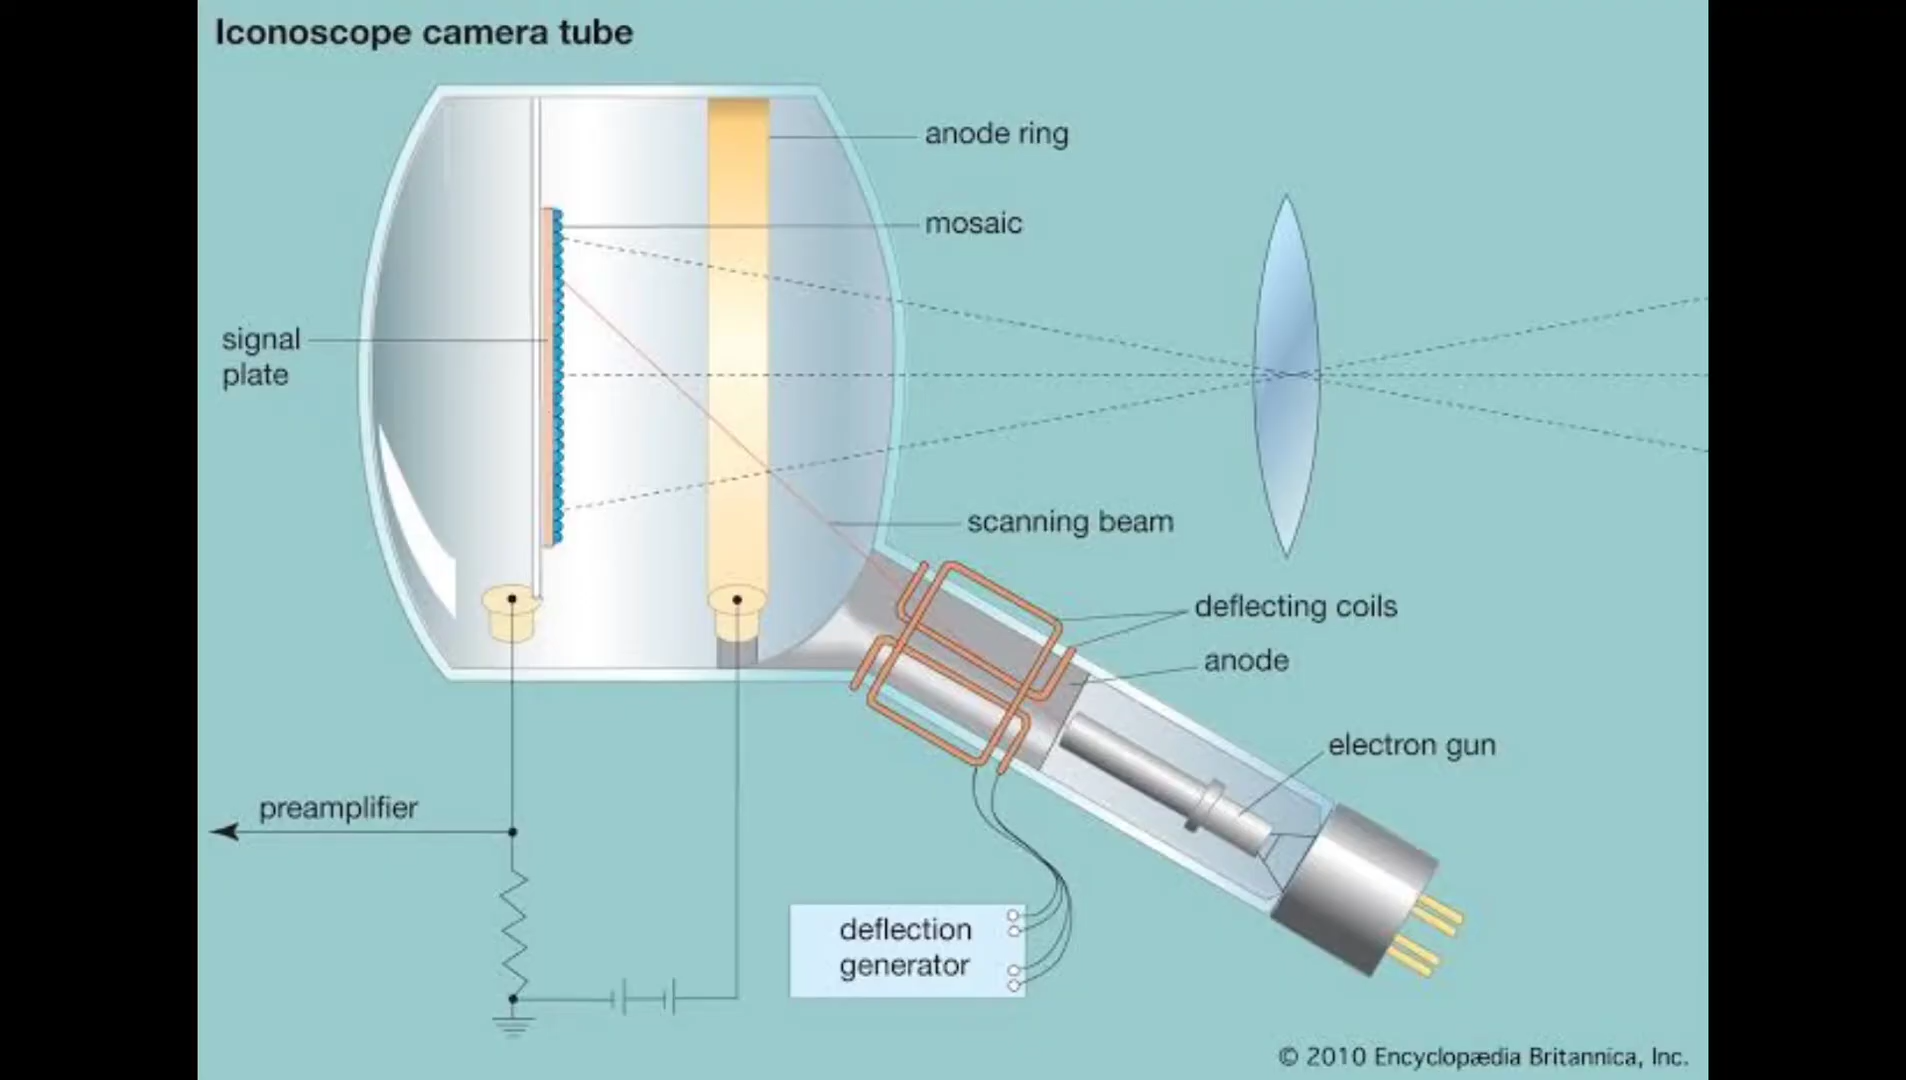 Iconoscope camera tube
anode ring
mosaic
signal
plate
scanning beam
deflecting coils
anode
electron gun
preamplifier
deflection
generator
© 2010 Encyclopædia Britannica, Inc.